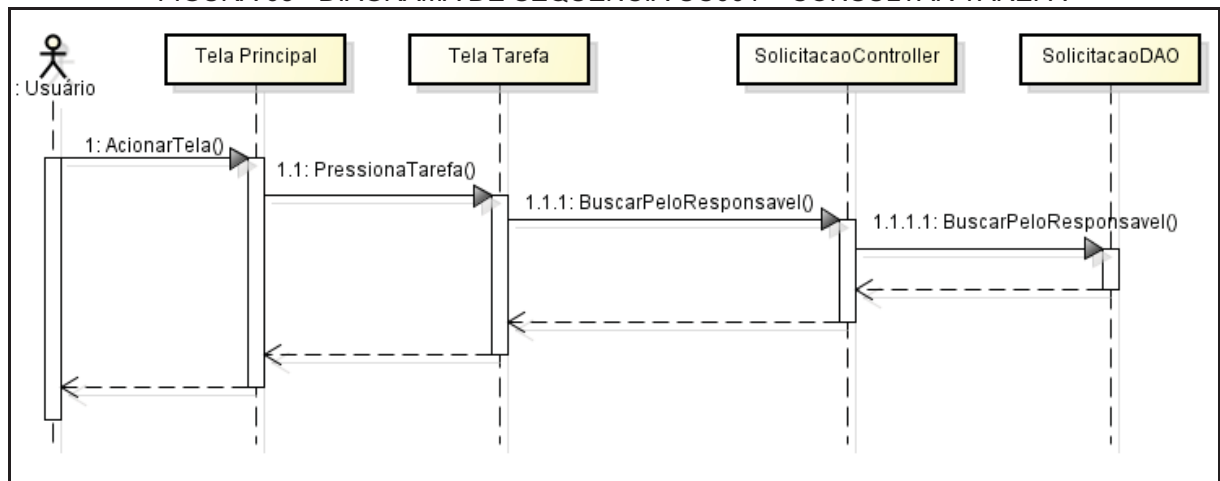 : Usuário
Tela Principal
Tela Tarefa
SolicitacaoController
SolicitacaoDAO
1: AcionarTela()
1.1: PressionaTarefa()
1.1.1: BuscarPeloResponsavel()
1.1.1.1: BuscarPeloResponsavel()